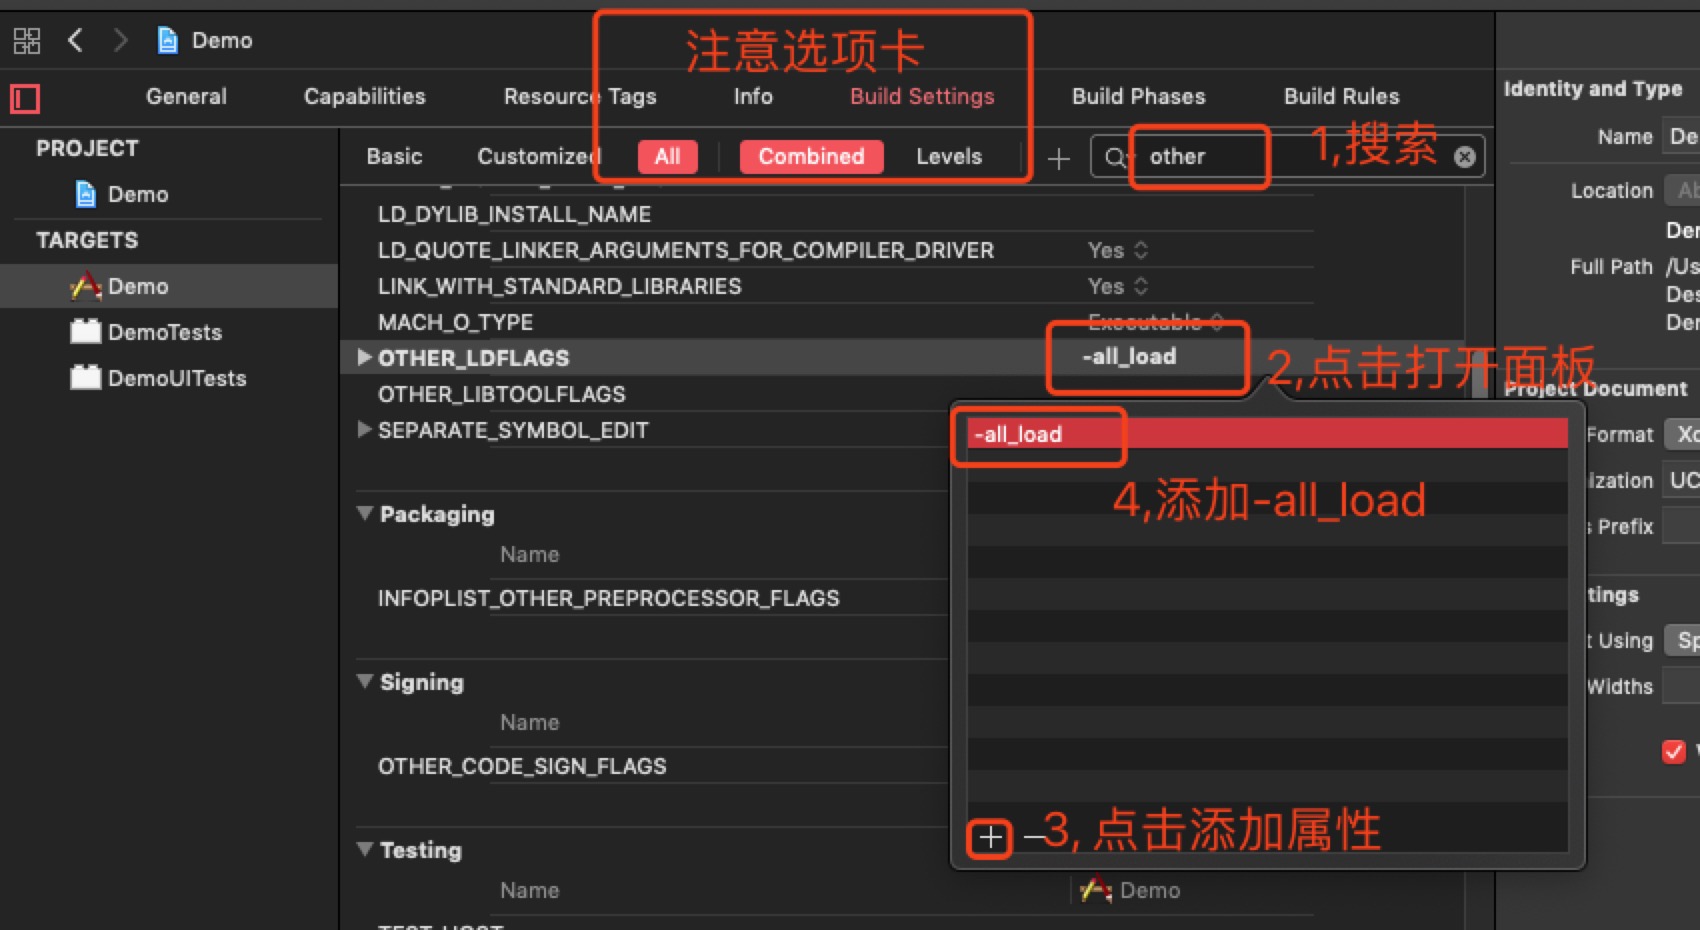 Demo
注意选项卡
General Capabilities Resource Tags Info Build Settings Build Phases Build Rules
Basic Customized All Combined Levels
other
1,搜索
PROJECT
Demo
TARGETS
Demo
DemoTests
DemoUITests
LD_DYLIB_INSTALL_NAME
LD_QUOTE_LINKER_ARGUMENTS_FOR_COMPILER_DRIVER Yes
LINK_WITH_STANDARD_LIBRARIES Yes
MACH_O_TYPE Executable
OTHER_LDFLAGS -all_load
2,点击打开面板
OTHER_LIBTOOLFLAGS
SEPARATE_SYMBOL_EDIT
-all_load
4,添加-all_load
3,点击添加属性
Packaging
Name
INFOPLIST_OTHER_PREPROCESSOR_FLAGS
Signing
Name
OTHER_CODE_SIGN_FLAGS
Testing
Name Demo
TEST_HOST
Identity and Type
Name De
Location Ab
Full Path /Us
Des
Project Document
Format Xc
ization UC
s Prefix
tings
t Using Sp
Widths